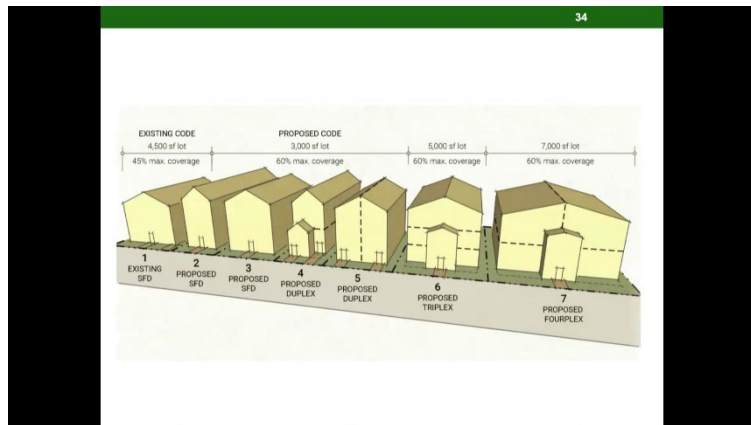 34
EXISTING CODE
4,500 sf lot
45% max. coverage
PROPOSED CODE
3,000 sf lot
60% max. coverage
5,000 sf lot
60% max. coverage
7,000 sf lot
60% max. coverage
1
EXISTING
SFD
2
PROPOSED
SFD
3
PROPOSED
SFD
4
PROPOSED
DUPLEX
5
PROPOSED
DUPLEX
6
PROPOSED
TRIPLEX
7
PROPOSED
FOURPLEX